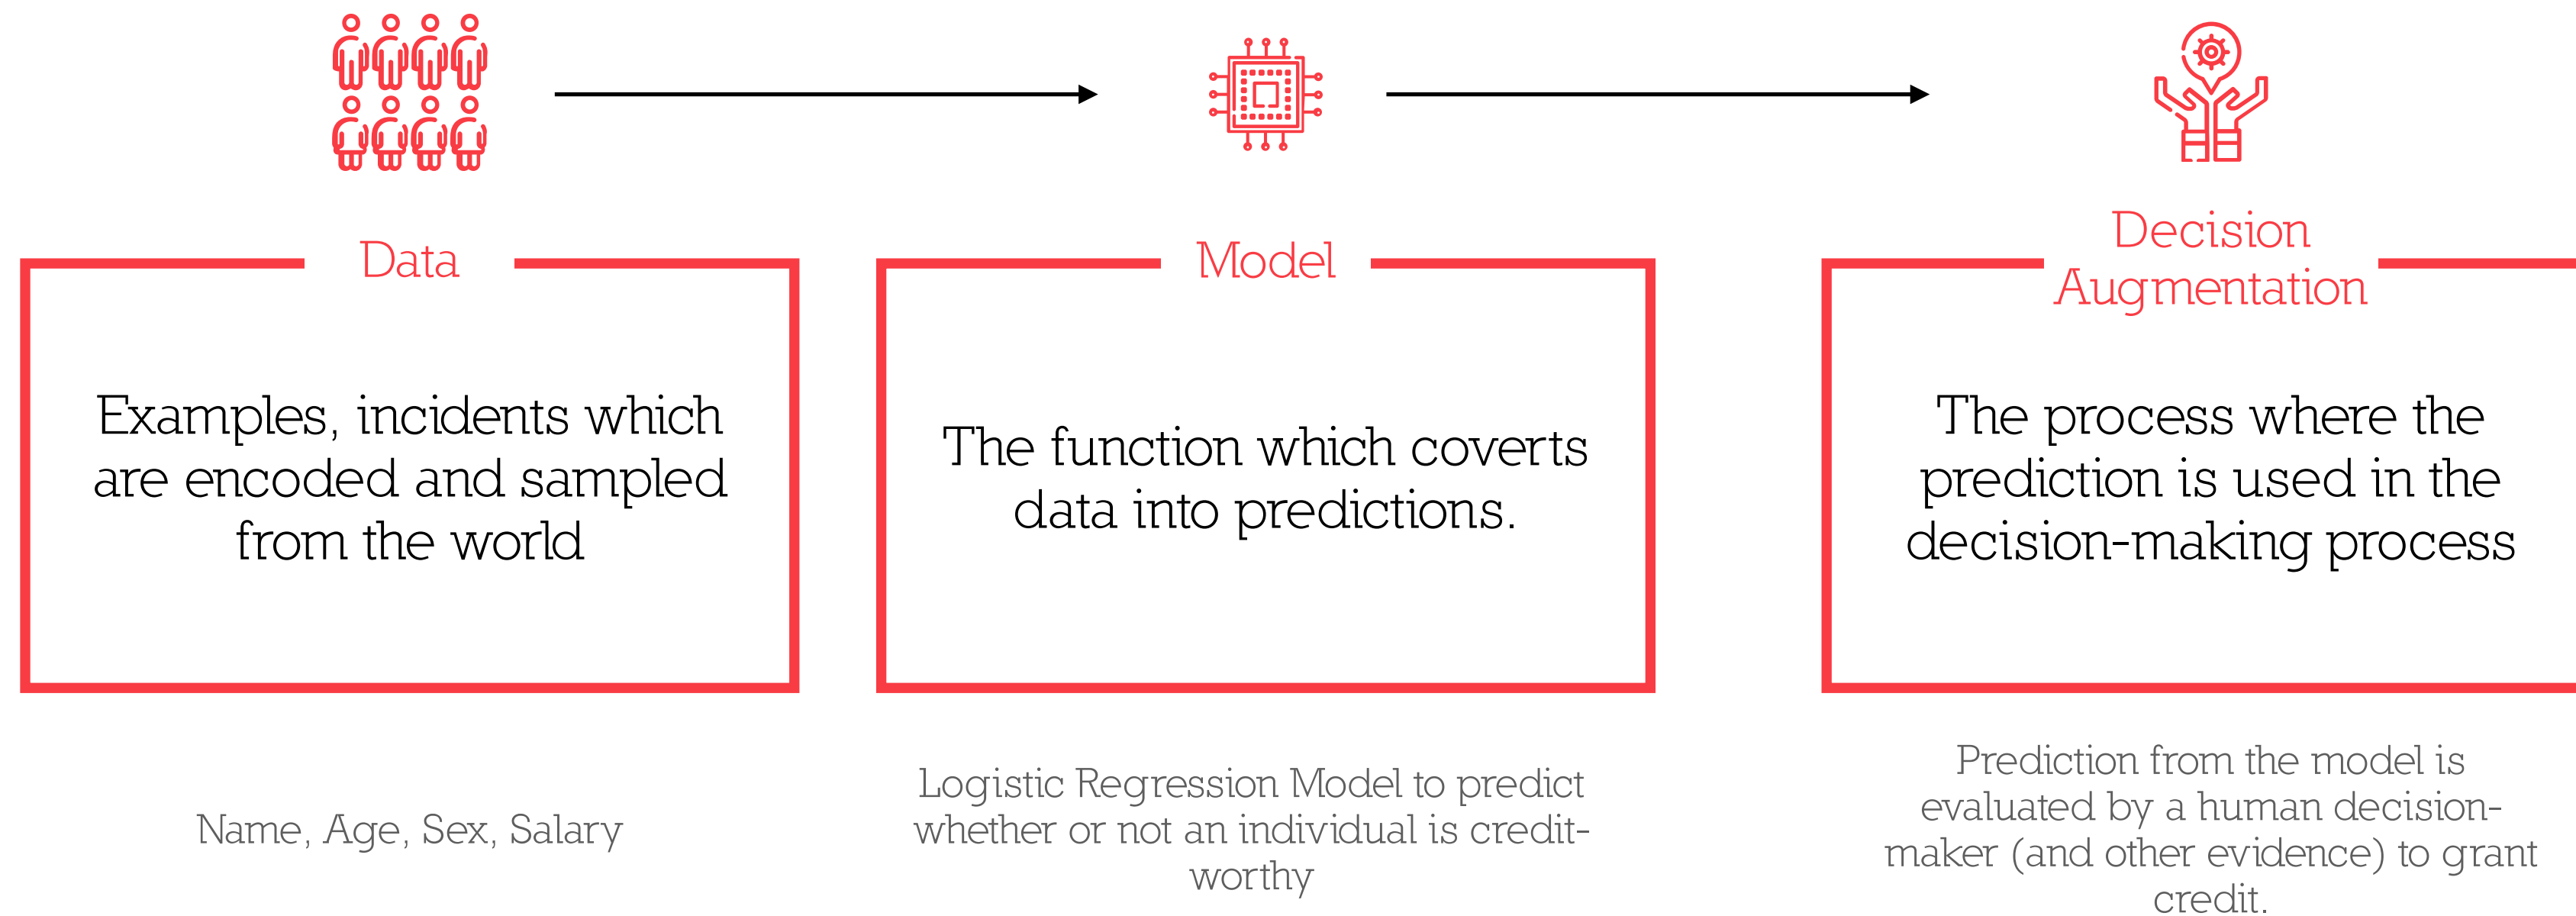 Data
Examples, incidents which
are encoded and sampled
from the world
Name, Age, Sex, Salary
Model
The function which coverts
data into predictions.
Logistic Regression Model to predict
whether or not an individual is credit-
worthy
Decision
Augmentation
The process where the
prediction is used in the
decision-making process
Prediction from the model is
evaluated by a human decision-
maker (and other evidence) to grant
credit.